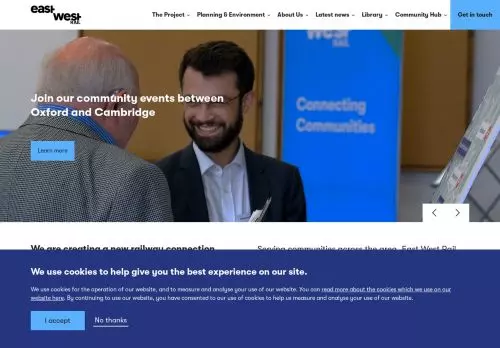 east
west
RAIL
The Project Planning & Environment About Us Latest news Library Community Hub Get in touch
west
RAIL
Connecting
Communities
Join our community events between
Oxford and Cambridge
Learn more
We are creating a new railway connection
Serving communities across the area, East West Rail
We use cookies to help give you the best experience on our site.
We use cookies for the operation of our website, and to measure and analyse your use of our website. You can read more about the cookies which we use on our
website here. By continuing to use our website, you have consented to our use of cookies to help us measure and analyse your use of our website.
I accept No thanks